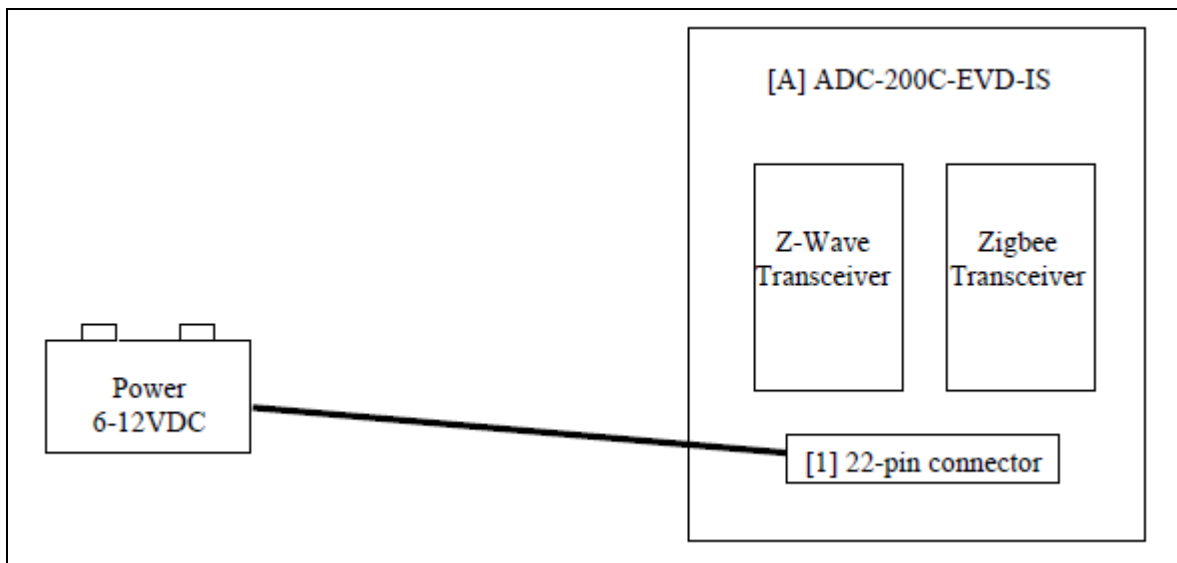 [A] ADC-200C-EVD-IS
Z-Wave
Transceiver
Zigbee
Transceiver
Power
6-12VDC
[1] 22-pin connector